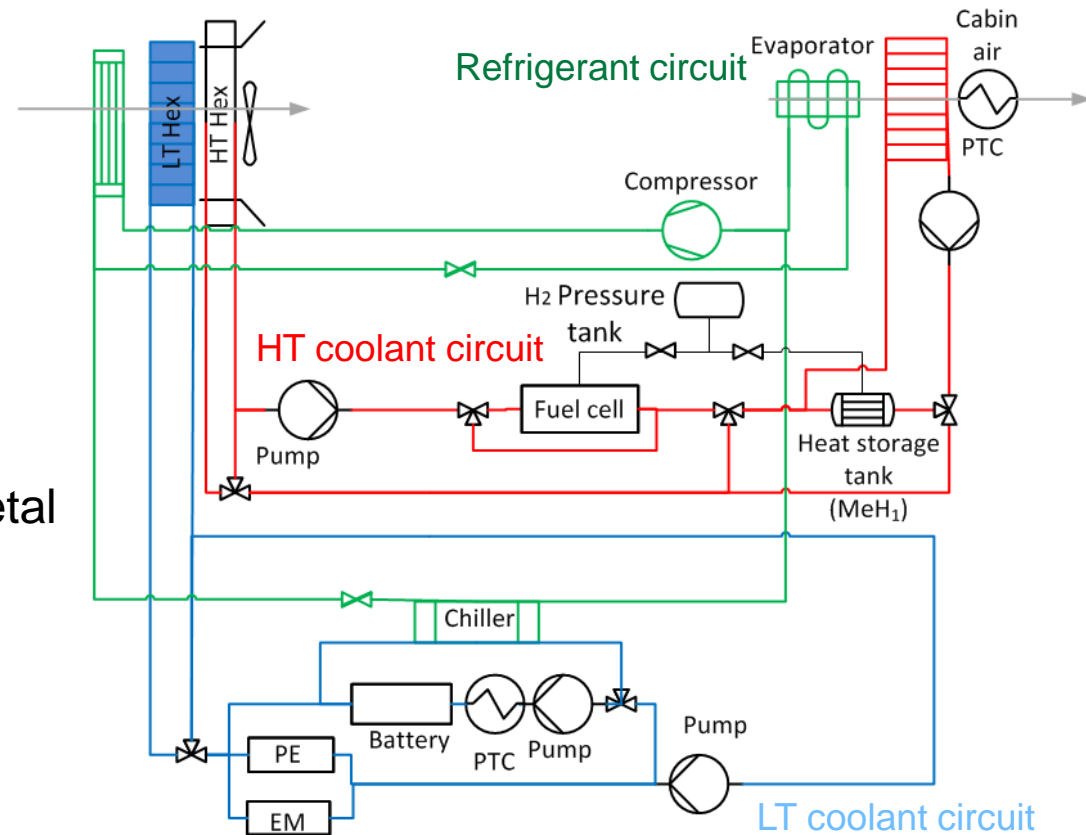 Cabin
air
Evaporator
Refrigerant circuit
LT Hex
HT Hex
PTC
Compressor
H2 Pressure
tank
HT coolant circuit
Fuel cell
Pump
Heat storage
tank
(MeH₁)
etal
Chiller
Battery
PTC
Pump
Pump
PE
EM
LT coolant circuit